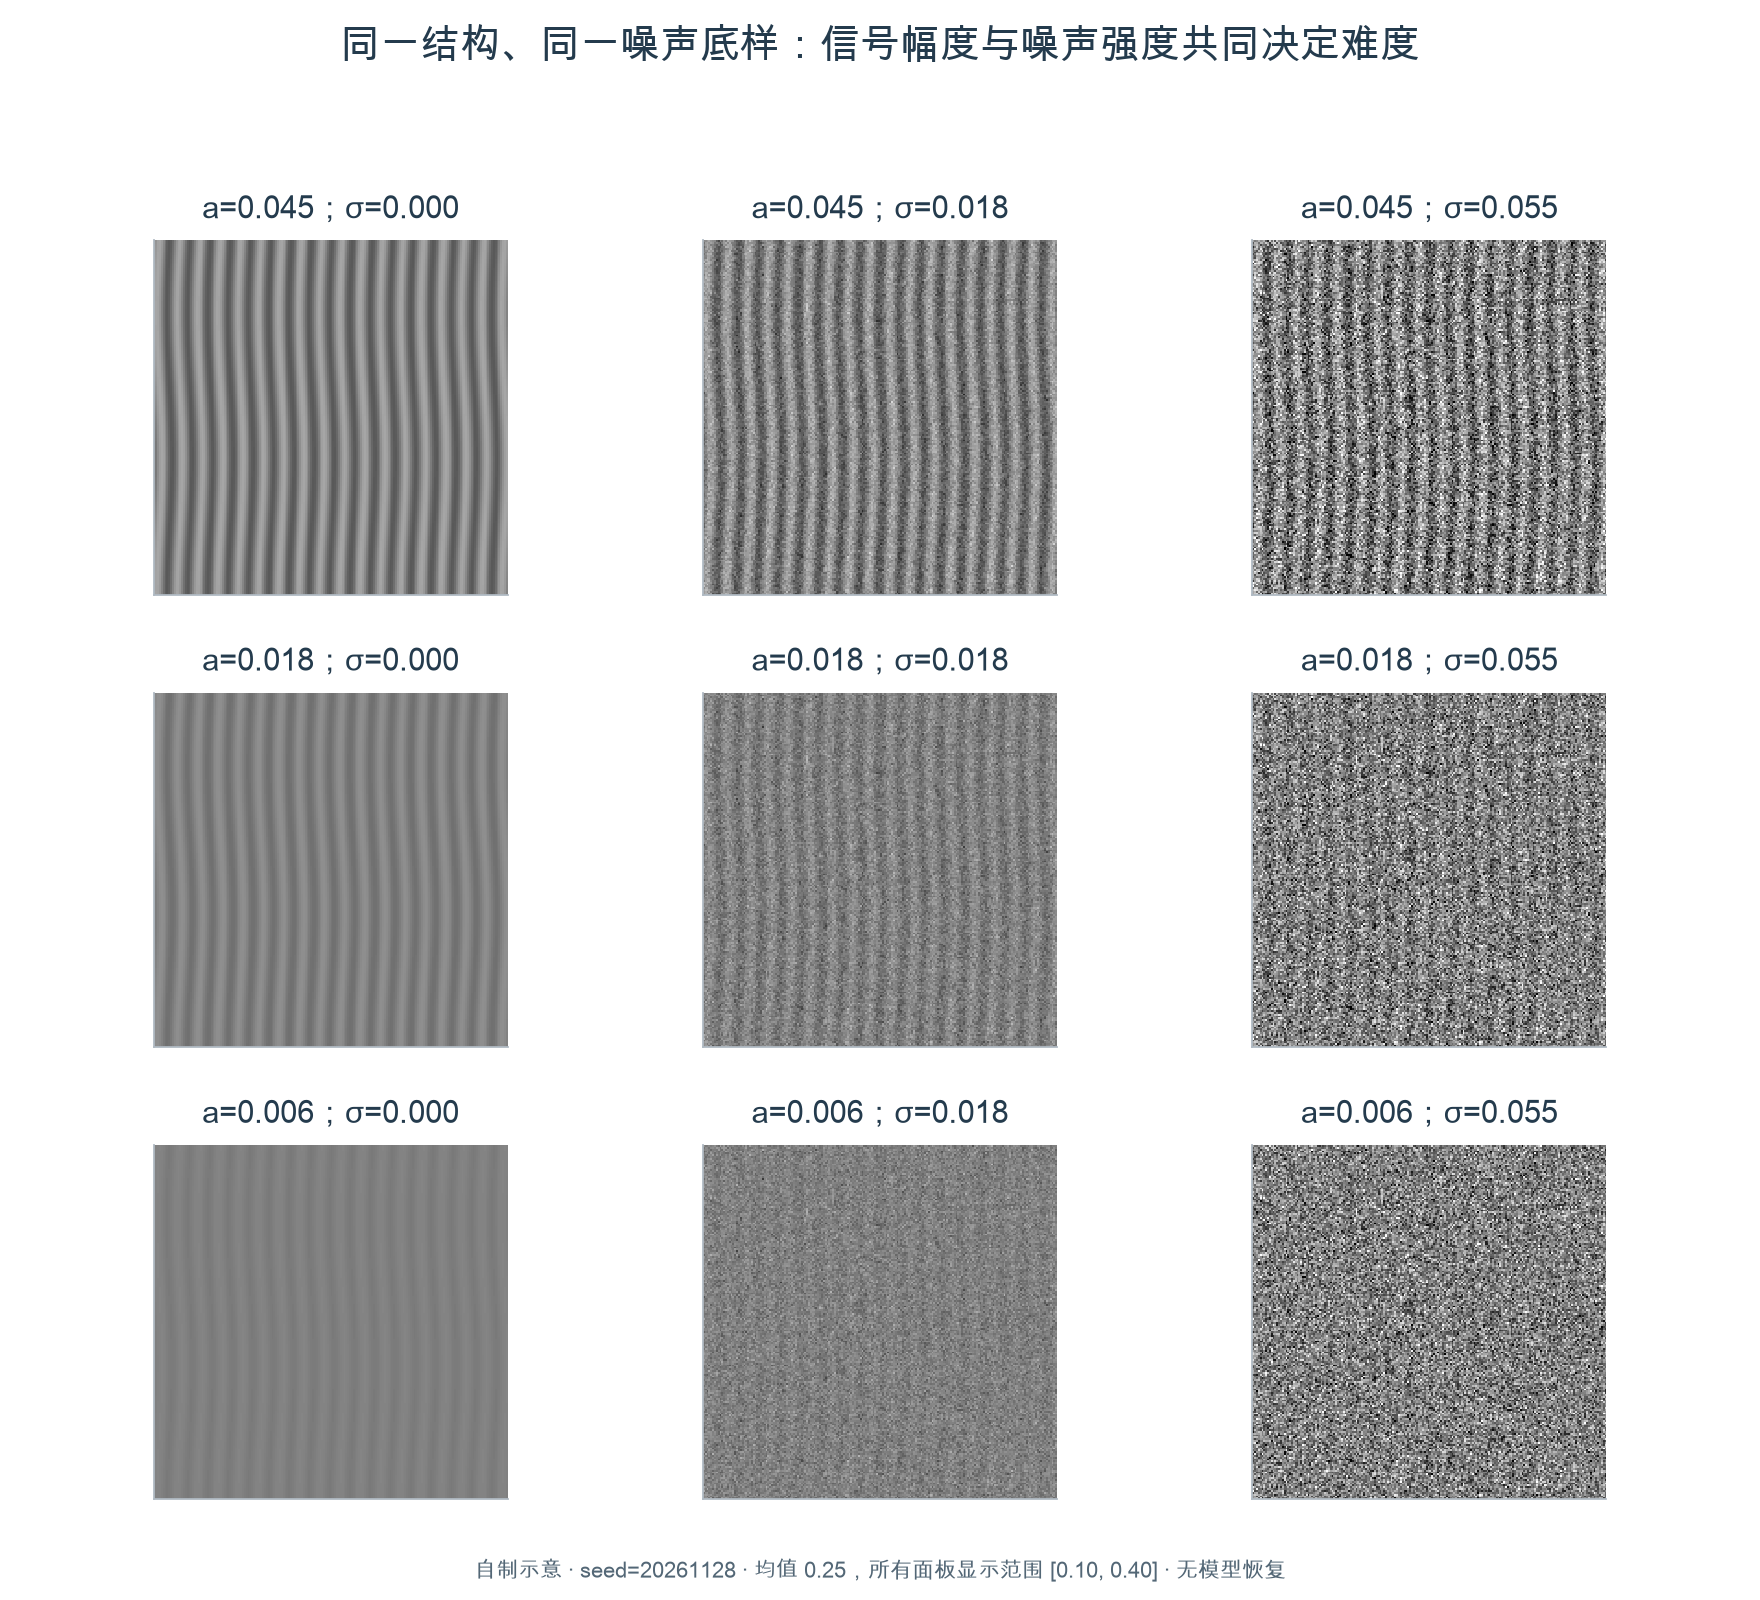 同一结构、同一噪声底样：信号幅度与噪声强度共同决定难度
a=0.045；σ=0.000
a=0.045；σ=0.018
a=0.045；σ=0.055
a=0.018；σ=0.000
a=0.018；σ=0.018
a=0.018；σ=0.055
a=0.006；σ=0.000
a=0.006；σ=0.018
a=0.006；σ=0.055
自制示意 · seed=20261128 · 均值 0.25，所有面板显示范围 [0.10, 0.40] · 无模型恢复